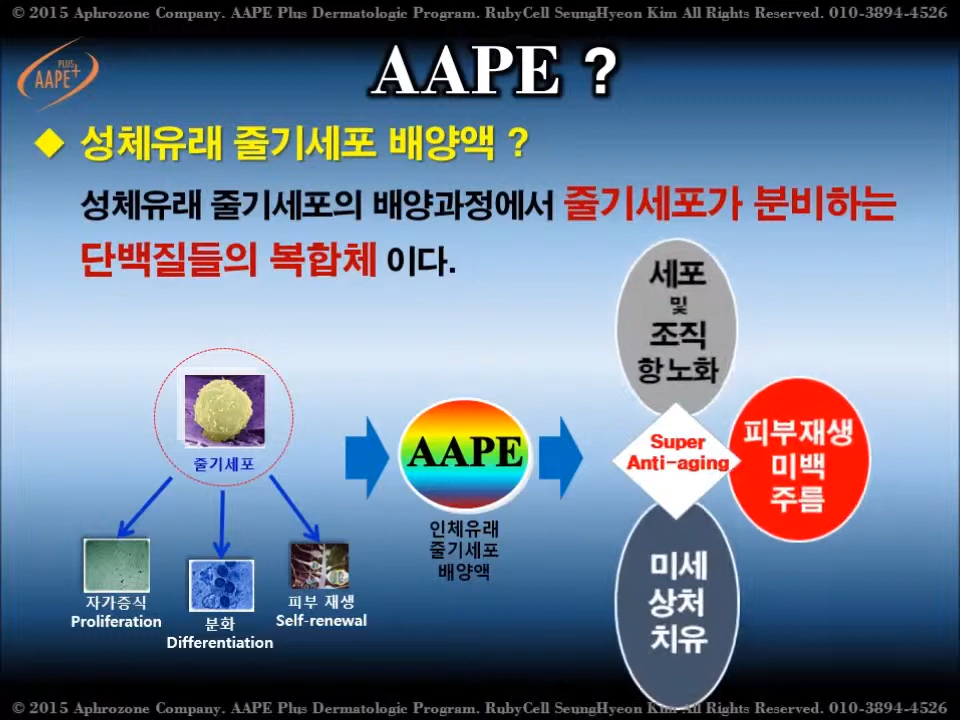 © 2015 Aphrozone Company. AAPE Plus Dermatologic Program. RubyCell SeungHyeon Kim All Rights Reserved. 010-3894-4526
PLUS
AAPE+
AAPE ?
◆ 성체유래 줄기세포 배양액 ?
성체유래 줄기세포의 배양과정에서 줄기세포가 분비하는
단백질들의 복합체 이다.
세포
및
조직
항노화
줄기세포
자가증식
Proliferation
분화
Differentiation
피부 재생
Self-renewal
AAPE
인체유래
줄기세포
배양액
Super
Anti-aging
피부재생
미백
주름
미세
상처
치유
© 2015 Aphrozone Company. AAPE Plus Dermatologic Program. RubyCell SeungHyeon Kim All Rights Reserved. 010-3894-4526